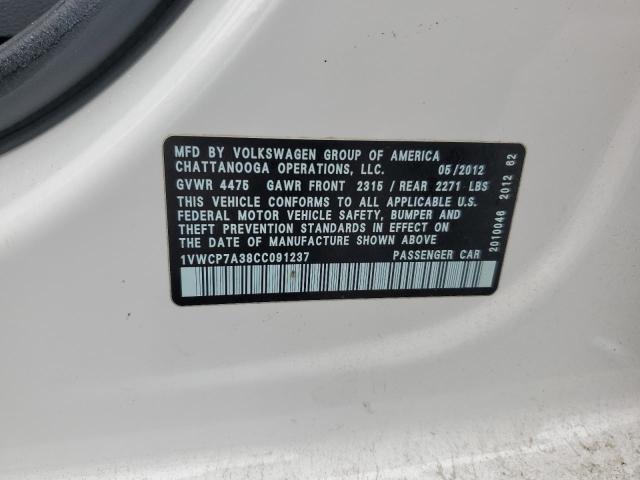 MFD BY VOLKSWAGEN GROUP OF AMERICA
CHATTANOOGA OPERATIONS, LLC. 05/2012
GVWR 4475 GAWR FRONT 2315 / REAR 2271 LBS
THIS VEHICLE CONFORMS TO ALL APPLICABLE U.S.
FEDERAL MOTOR VEHICLE SAFETY, BUMPER AND
THEFT PREVENTION STANDARDS IN EFFECT ON
THE DATE OF MANUFACTURE SHOWN ABOVE
1VWCP7A38CC091237 PASSENGER CAR
2010046 2012 62